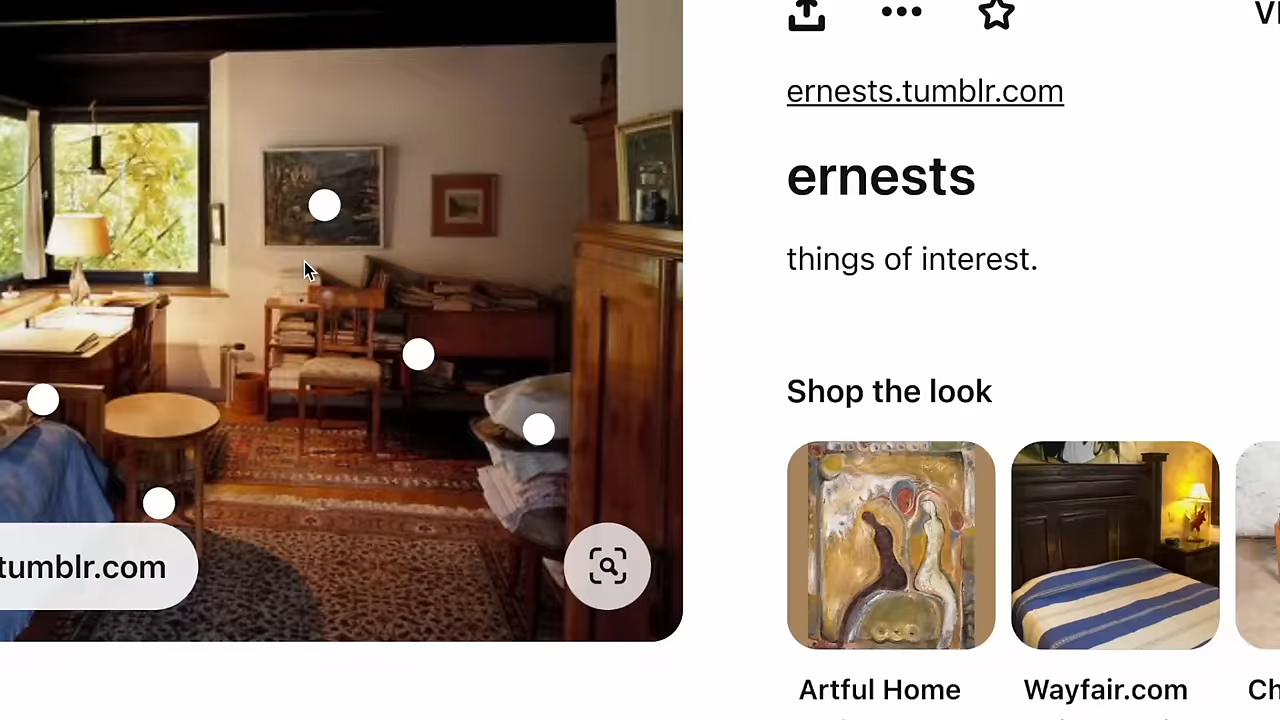 ernests.tumblr.com
ernests
things of interest.
Shop the look
tumblr.com
Artful Home
Wayfair.com